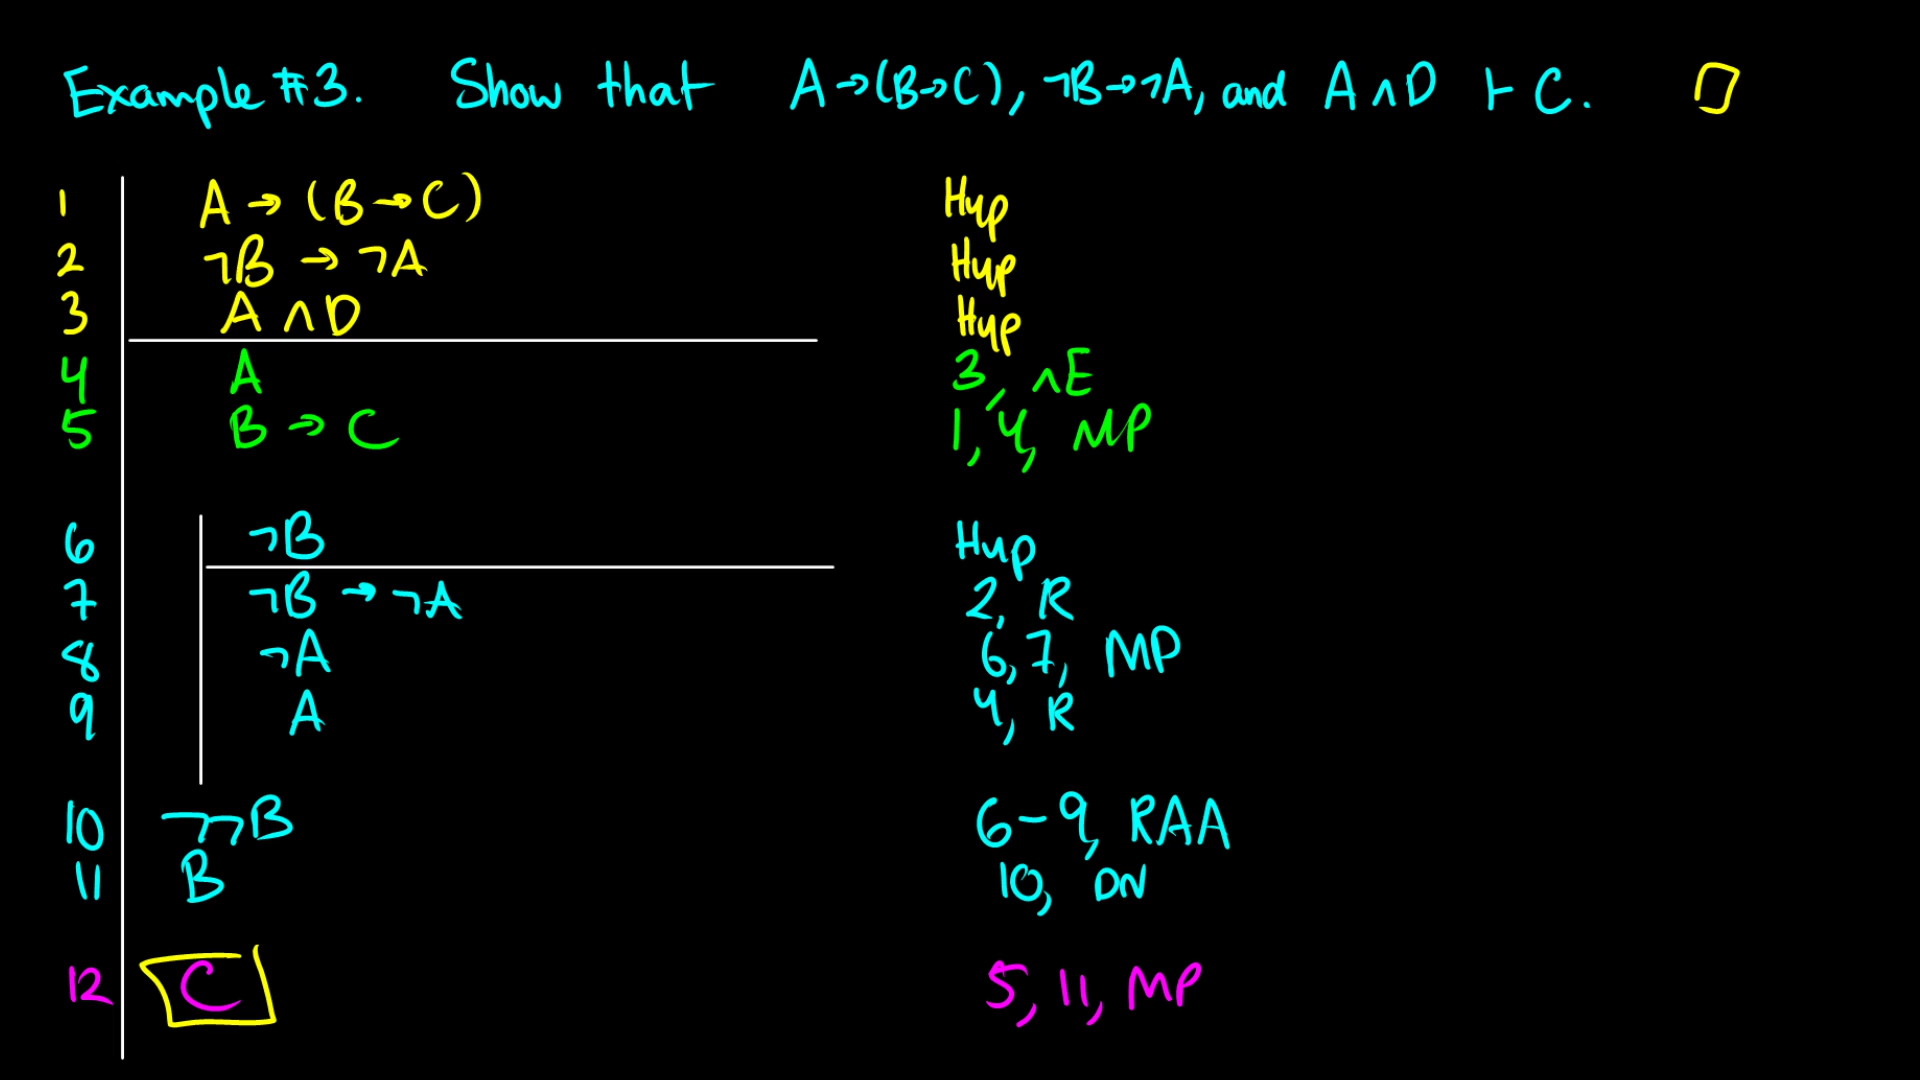 Example #3. Show that A→(B→C), ¬B→¬A, and A∧D ⊢ C. □
1 A → (B → C) Hyp
2 ¬B → ¬A Hyp
3 A ∧ D Hyp
4 A 3, ∧E
5 B → C 1, 4, MP
6 ¬B Hyp
7 ¬B → ¬A 2, R
8 ¬A 6, 7, MP
9 A 4, R
10 ¬¬B 6-9, RAA
11 B 10, DN
12 C 5, 11, MP